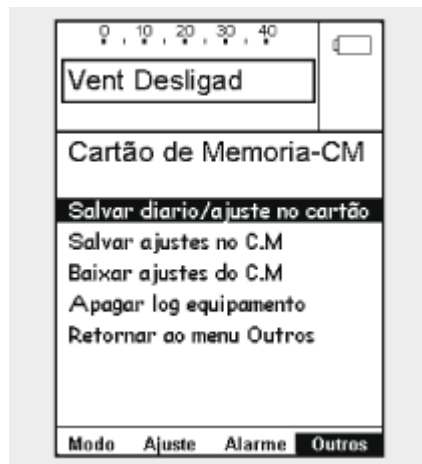 0 , 10 , 20 , 30 , 40
Vent Desligad
Cartão de Memoria-CM
Salvar diario/ajuste no cartão
Salvar ajustes no C.M
Baixar ajustes do C.M
Apagar log equipamento
Retornar ao menu Outros
Modo Ajuste Alarme Outros